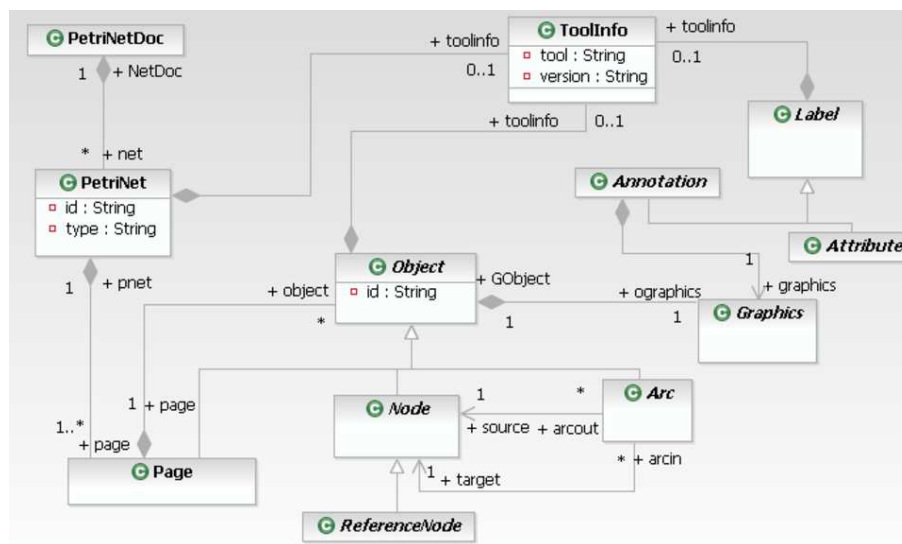 PetriNetDoc
1
+ NetDoc
* + net
PetriNet
id : String
type : String
1
+ pnet
1..*
+ page
Page
+ toolinfo
0..1
ToolInfo
tool : String
version : String
+ toolinfo
0..1
+ toolinfo
0..1
Label
Annotation
Attribute
1
+ graphics
Graphics
Object
id : String
+ object
*
+ GObject
1
+ ographics
1
1 + page
Node
1
*
Arc
+ source + arcout
* + arcin
1 + target
ReferenceNode